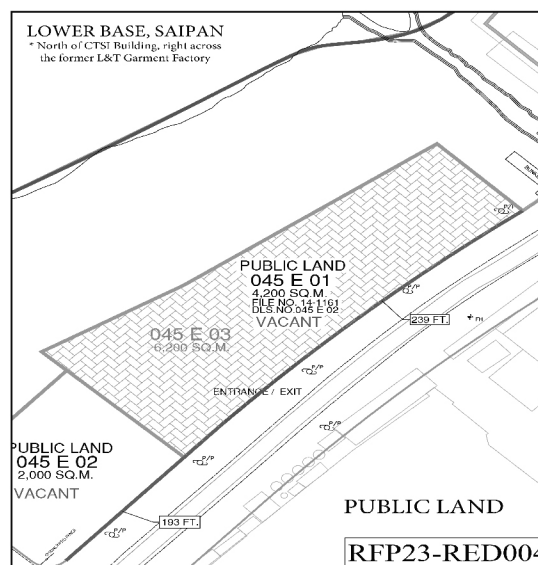 LOWER BASE, SAIPAN
* North of CTSI Building, right across
the former L&T Garment Factory
P/P
PUBLIC LAND
045 E 01
4,200 SQ.M.
FILE NO. 14-1161
DLS.NO.045 E 02
VACANT
P/P
239 FT.
045 E 03
6,200 SQ.M.
P/P
ENTRANCE / EXIT
P/P
PUBLIC LAND
045 E 02
2,000 SQ.M.
VACANT
P/P
193 FT.
P/P
PUBLIC LAND
RFP23-RED004